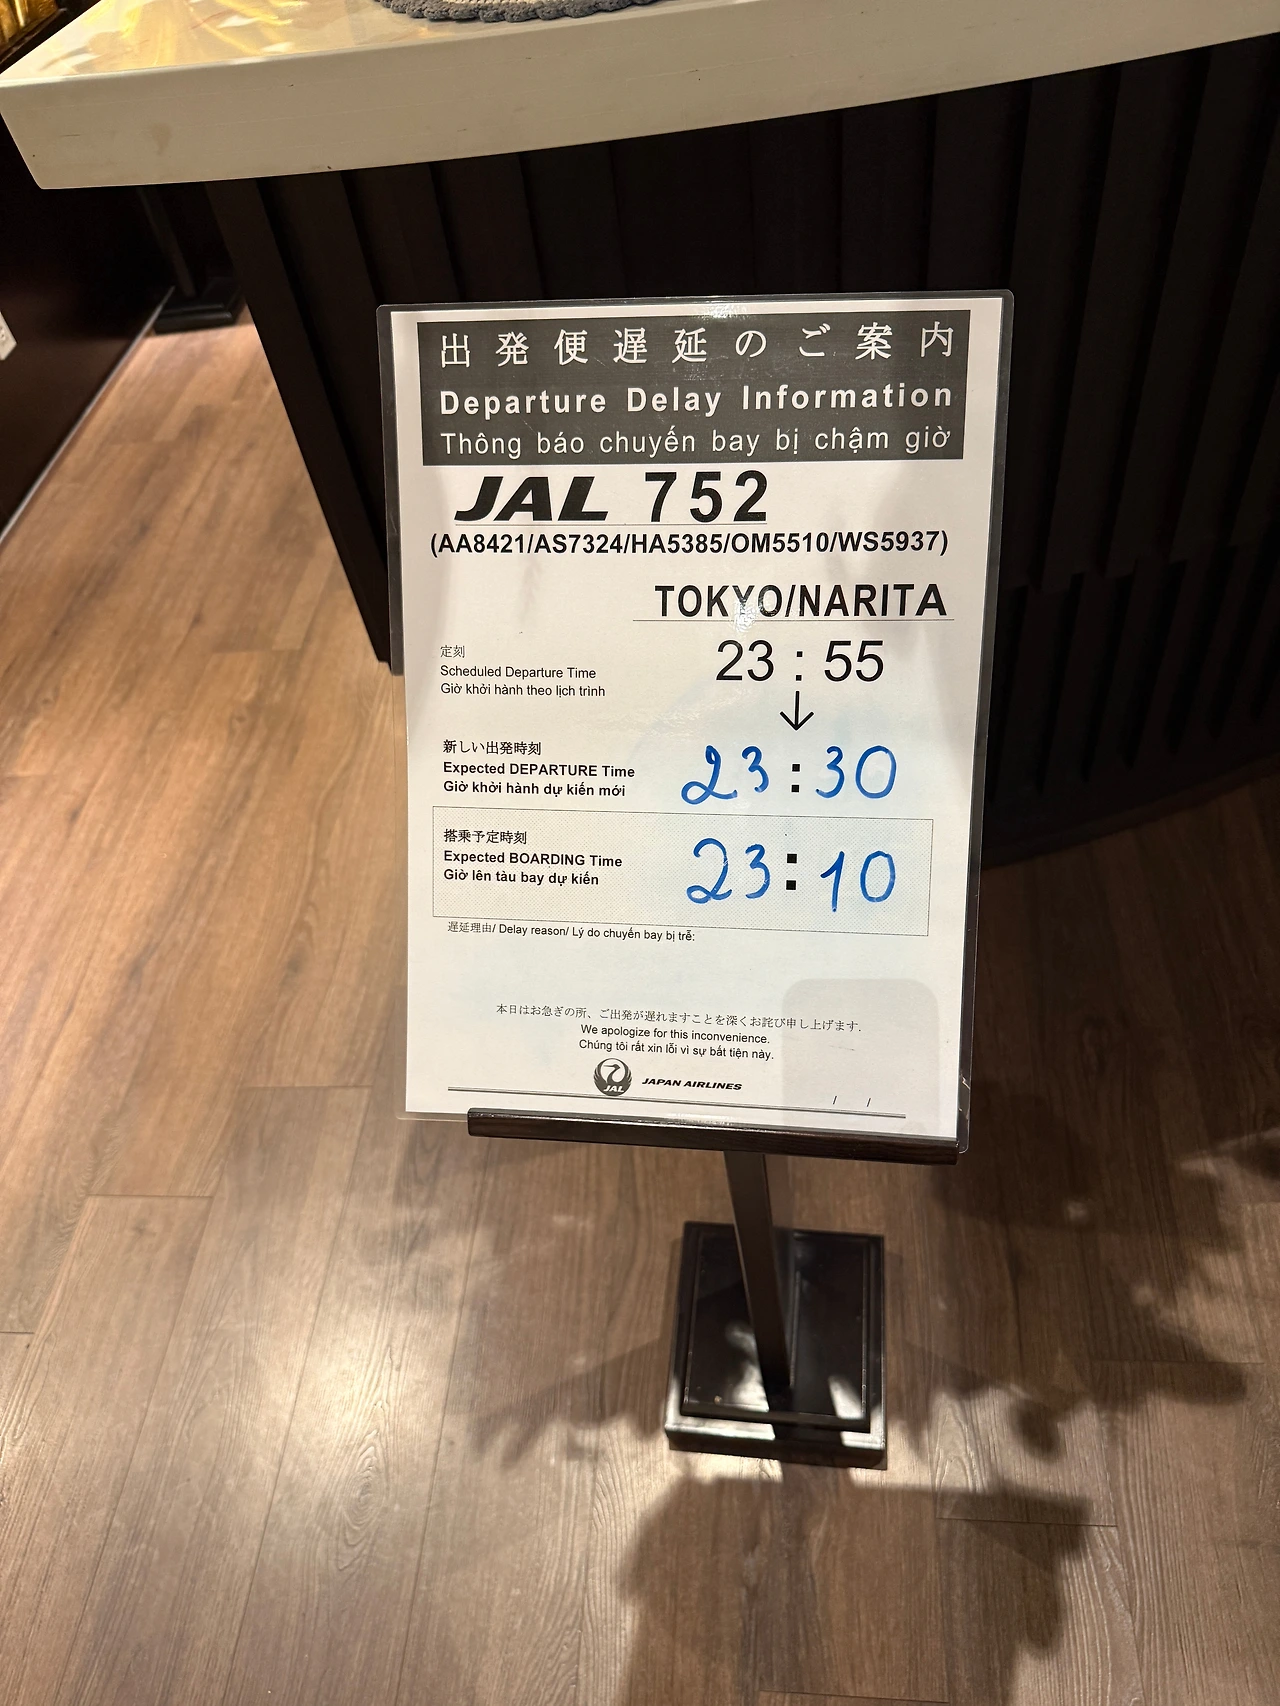 出発便遅延のご案内
Departure Delay Information
Thông báo chuyến bay bị chậm giờ
JAL 752
(AA8421/AS7324/HA5385/OM5510/WS5937)
TOKYO/NARITA
定刻
Scheduled Departure Time
Giờ khởi hành theo lịch trình
23:55
新しい出発時刻
Expected DEPARTURE Time
Giờ khởi hành dự kiến mới
23:30
搭乗予定時刻
Expected BOARDING Time
Giờ lên tàu bay dự kiến
23:10
遅延理由/ Delay reason/ Lý do chuyến bay bị trễ:
本日はお急ぎの所、ご出発が遅れますことを深くお詫び申し上げます.
We apologize for this inconvenience.
Chúng tôi rất xin lỗi vì sự bất tiện này.
JAL JAPAN AIRLINES
/ /